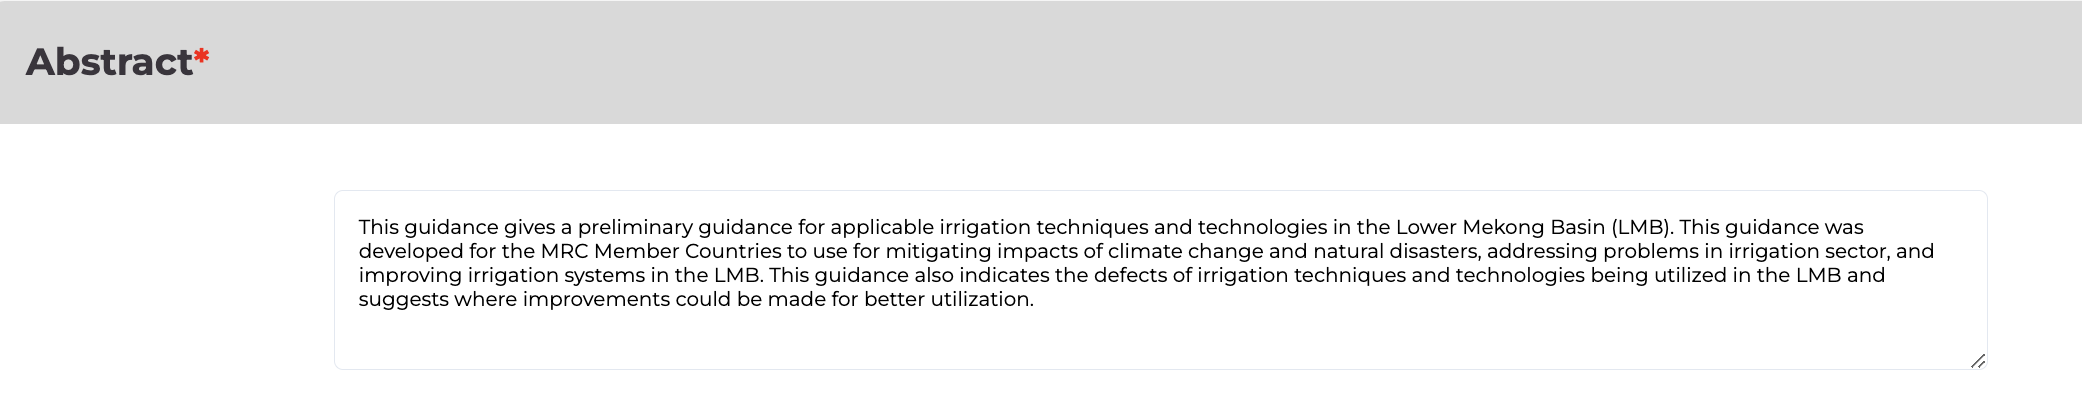 Abstract*
This guidance gives a preliminary guidance for applicable irrigation techniques and technologies in the Lower Mekong Basin (LMB). This guidance was
developed for the MRC Member Countries to use for mitigating impacts of climate change and natural disasters, addressing problems in irrigation sector, and
improving irrigation systems in the LMB. This guidance also indicates the defects of irrigation techniques and technologies being utilized in the LMB and
suggests where improvements could be made for better utilization.